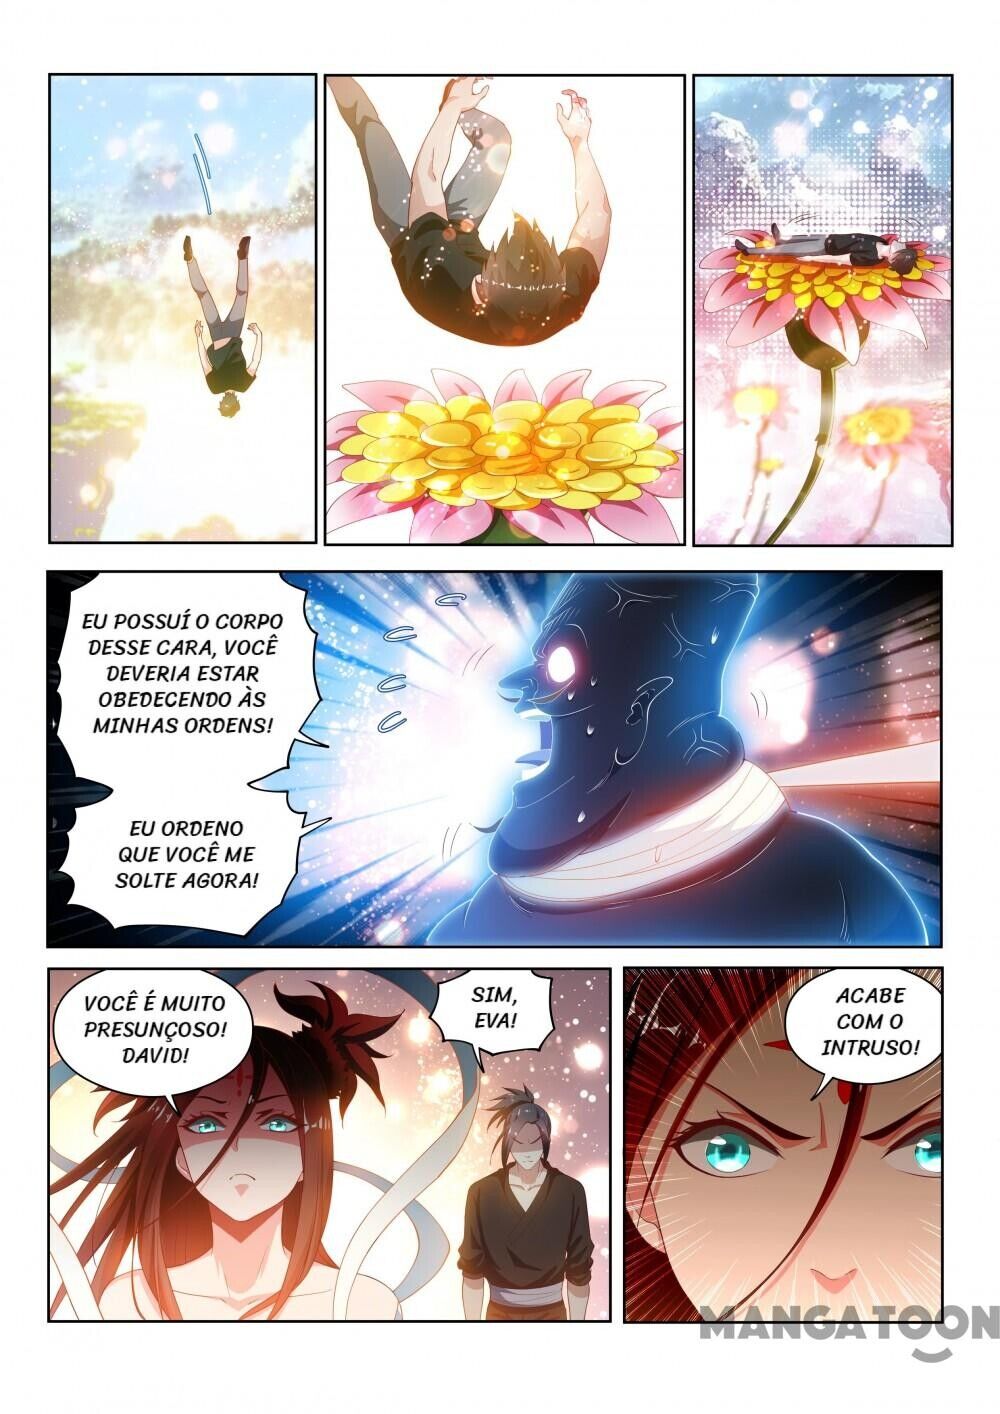 EU POSSUÍ O CORPO
DESSE CARA, VOCÊ
DEVERIA ESTAR
OBEDECENDO ÀS
MINHAS ORDENS!
EU ORDENO
QUE VOCÊ ME
SOLTE AGORA!
VOCÊ É MUITO
PRESUNÇOSO!
DAVID!
SIM,
EVA!
ACABE
COM O
INTRUSO!
MANGATOON